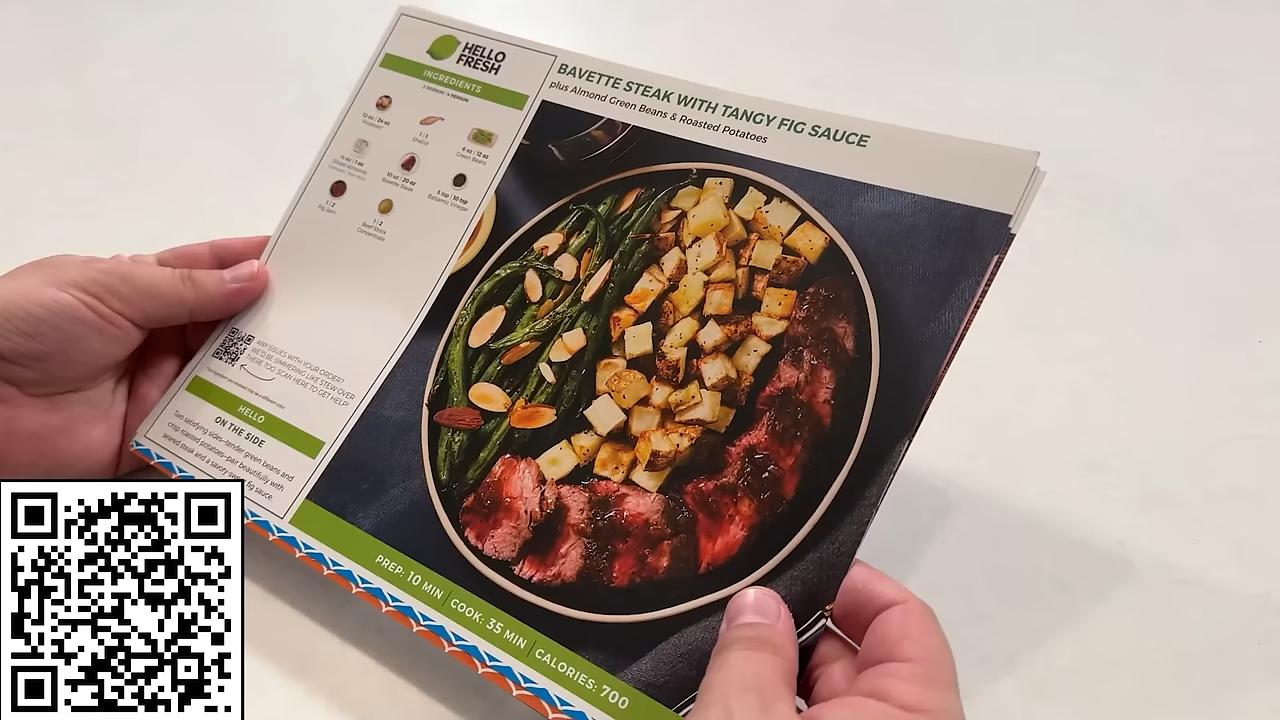 HELLO
FRESH
INGREDIENTS
2 PERSON | 4 PERSON
12 oz | 24 oz
Potatoes*
1 | 1
Shallot
6 oz | 12 oz
Green Beans
½ oz | 1 oz
Sliced Almonds
10 oz | 20 oz
Bavette Steak
5 tsp | 10 tsp
Balsamic Vinegar
1 | 2
Fig Jam
1 | 2
Beef Stock
Concentrate
ANY ISSUES WITH YOUR ORDER?
WE'D BE SIMMERING LIKE STEW OVER
HERE TOO. SCAN HERE TO GET HELP!
HELLO
ON THE SIDE
Two satisfying sides—tender green beans and
crisp roasted potatoes—pair beautifully with
seared steak and a savory-sweet fig sauce.
BAVETTE STEAK WITH TANGY FIG SAUCE
plus Almond Green Beans & Roasted Potatoes
PREP: 10 MIN | COOK: 35 MIN | CALORIES: 700